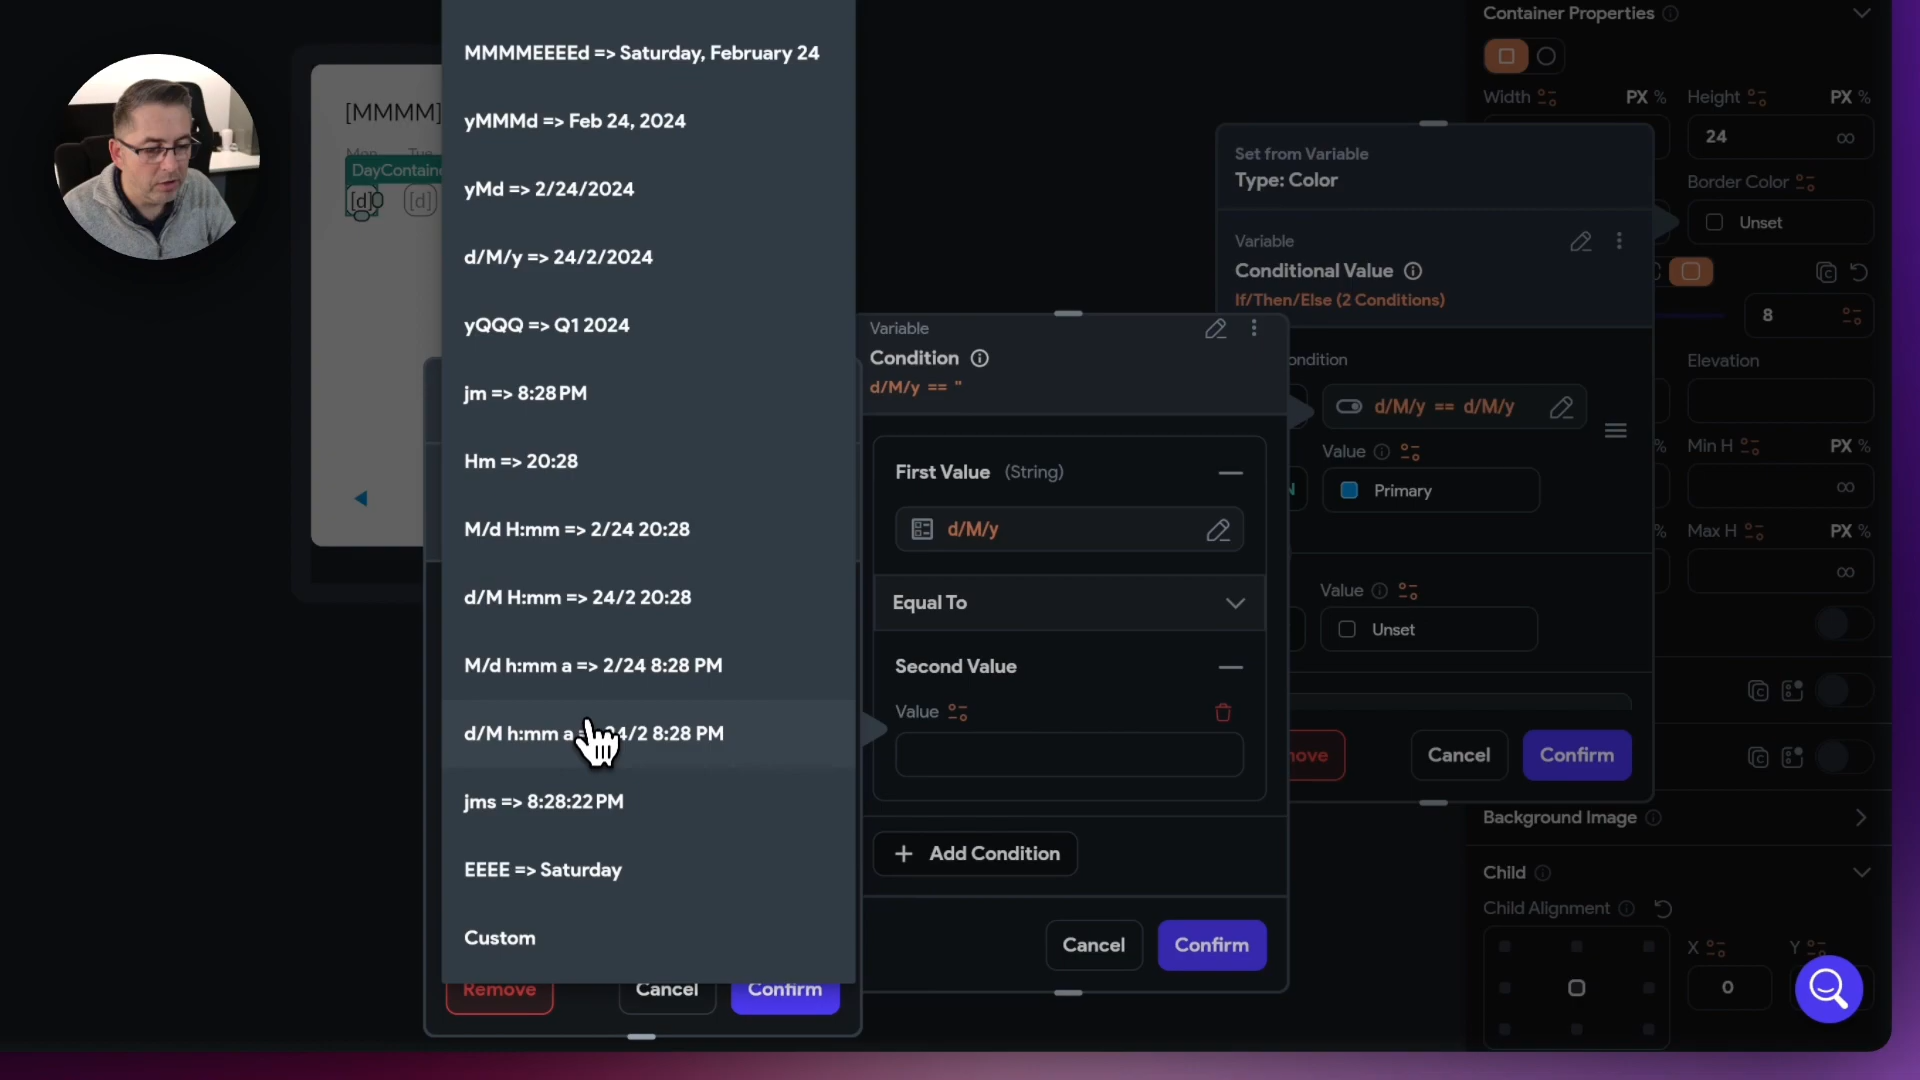 MMMMEEEEd => Saturday, February 24
yMMMd => Feb 24, 2024
yMd => 2/24/2024
d/M/y => 24/2/2024
yQQQ => Q1 2024
jm => 8:28 PM
Hm => 20:28
M/d H:mm => 2/24 20:28
d/M H:mm => 24/2 20:28
M/d h:mm a => 2/24 8:28 PM
d/M h:mm a 24/2 8:28 PM
jms => 8:28:22 PM
EEEE => Saturday
Custom
Remove
Cancel
Confirm
[MMMM]
Mon Tue
DayContaine
[d] [d]
Variable
Condition
d/M/y == "
First Value (String)
d/M/y
Equal To
Second Value
Value
+ Add Condition
Cancel
Confirm
Set from Variable
Type: Color
Variable
Conditional Value
If/Then/Else (2 Conditions)
ondition
d/M/y == d/M/y
Value
Primary
Value
Unset
move
Cancel
Confirm
Container Properties
Width PX %
Height PX %
24 ∞
Border Color
Unset
8
Elevation
% Min H PX %
∞
% Max H PX %
∞
Background Image
Child
Child Alignment
X Y
0